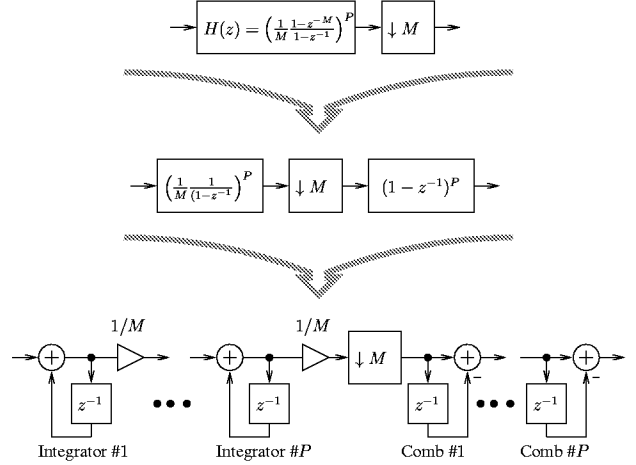 H(z) = (1/M 1−z^{−M}/1−z^{−1})^P ↓ M
(1/M 1/(1−z^{−1})^P ↓ M (1 − z^{−1})^P
1/M 1/M
+ + ↓ M + +
− −
z^{−1} ••• z^{−1} z^{−1} ••• z^{−1}
Integrator #1 Integrator #P Comb #1 Comb #P